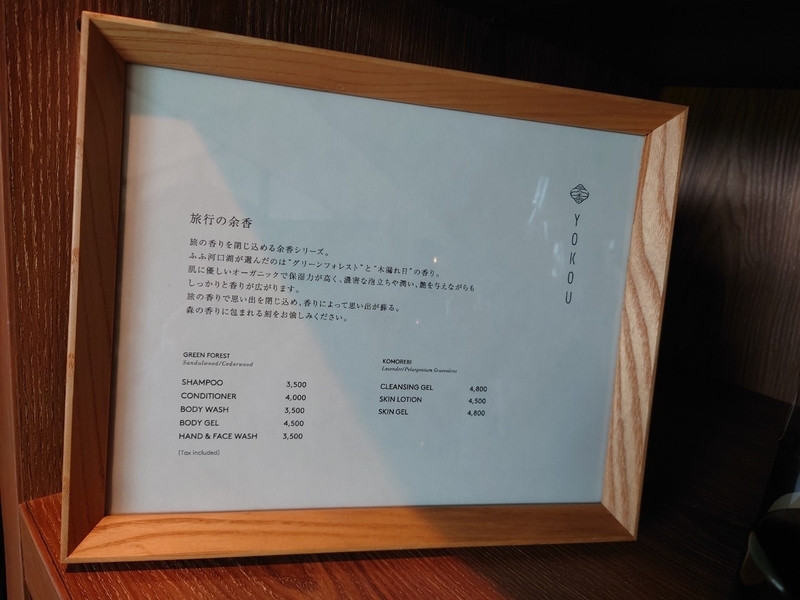 旅行の余香
旅の香りを閉じ込める余香シリーズ。
ふふ河口湖が選んだのは"グリーンフォレスト"と"木漏れ日"の香り。
肌に優しいオーガニックで保湿力が高く、濃密な泡立ちや潤い、艶を与えながらも
しっかりと香りが広がります。
旅の香りで思い出を閉じ込め、香りによって思い出が蘇る。
森の香りに包まれる刻をお愉しみください。
YOKOU
GREEN FOREST
Sandalwood/Cedarwood
SHAMPOO 3,500
CONDITIONER 4,000
BODY WASH 3,500
BODY GEL 4,500
HAND & FACE WASH 3,500
(Tax included)
KOMOREBI
Lavender/Pelargonium Graveolens
CLEANSING GEL 4,800
SKIN LOTION 4,500
SKIN GEL 4,800